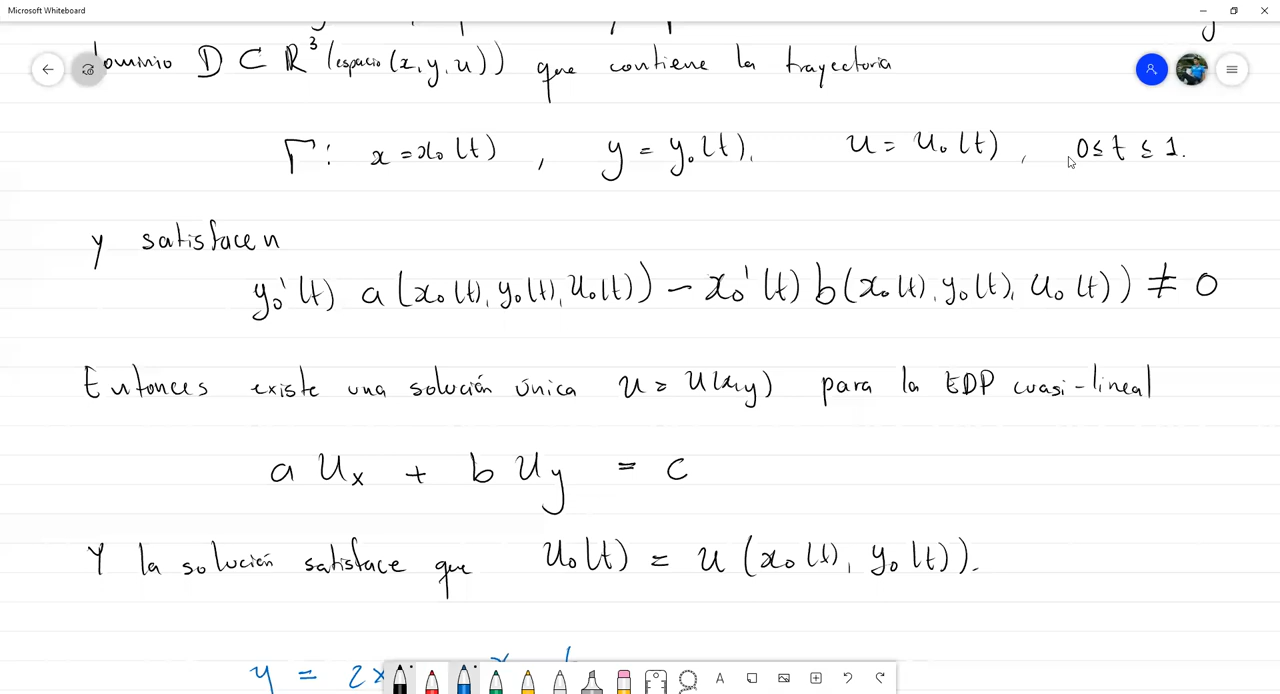 Microsoft Whiteboard
dominio D ⊂ ℝ³ (espacio (x, y, u)) que contiene la trayectoria
Γ: x = x₀(t) , y = y₀(t), u = u₀(t) , 0 ≤ t ≤ 1.
y satisfacen
y₀'(t) a(x₀(t), y₀(t), u₀(t)) − x₀'(t) b(x₀(t), y₀(t), u₀(t)) ≠ 0
Entonces existe una solución única u = u(x,y) para la EDP cuasi-lineal
a uₓ + b u_y = c
Y la solución satisface que u₀(t) = u(x₀(t), y₀(t)).
y = 2x